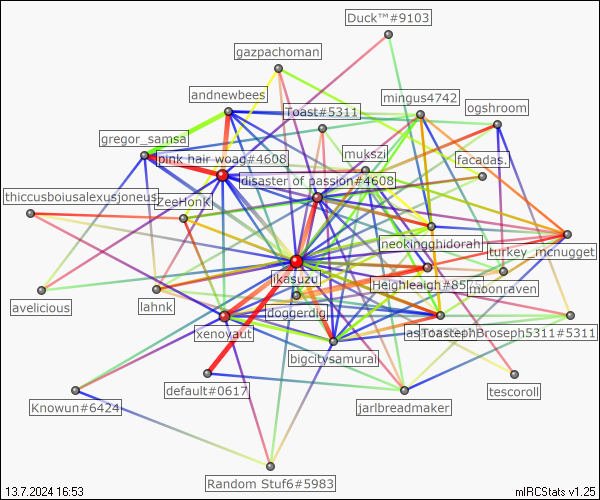 Duck™#9103
gazpachoman
andnewbees
mingus4742
ogshroom
Toast#5311
gregor_samsa
mukszi
pink hair woag#4608
facadas.
disaster of passion#4608
thiccusboiusalexusjoneus
ZeeHonK
neokingghidorah
turkey_mcnugget
ikasuzu
Heighleaigh#85
moonraven
avelicious
lahnk
doggerdig
xenoyaut
Broseph5311#5311
bigcitysamurai
default#0617
tescoroll
Knowun#6424
jarlbreadmaker
Random Stuf6#5983
13.7.2024 16:53
mIRCStats v1.25